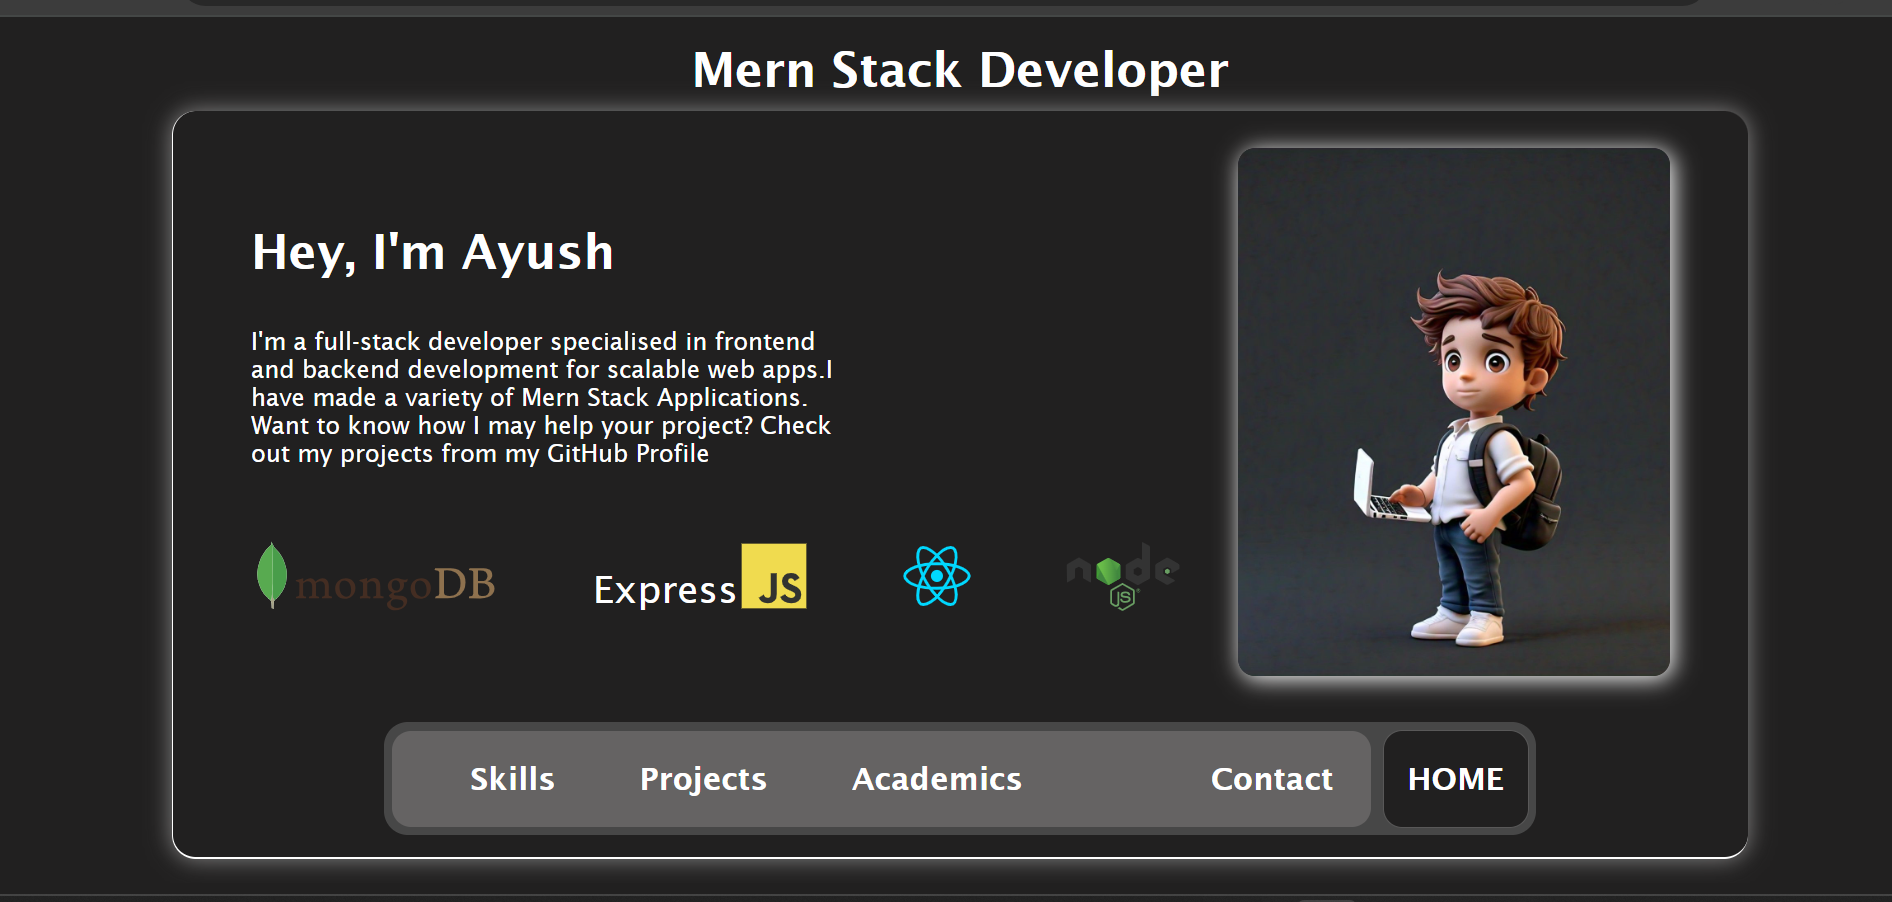 Mern Stack Developer
Hey, I'm Ayush
I'm a full-stack developer specialised in frontend
and backend development for scalable web apps.I
have made a variety of Mern Stack Applications.
Want to know how I may help your project? Check
out my projects from my GitHub Profile
mongoDB
Express JS
node
JS
Skills Projects Academics Contact HOME